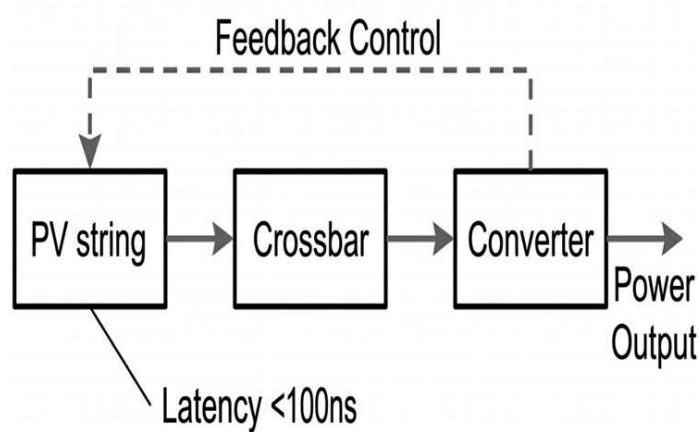 Feedback Control
PV string
Crossbar
Converter
Power
Output
Latency <100ns